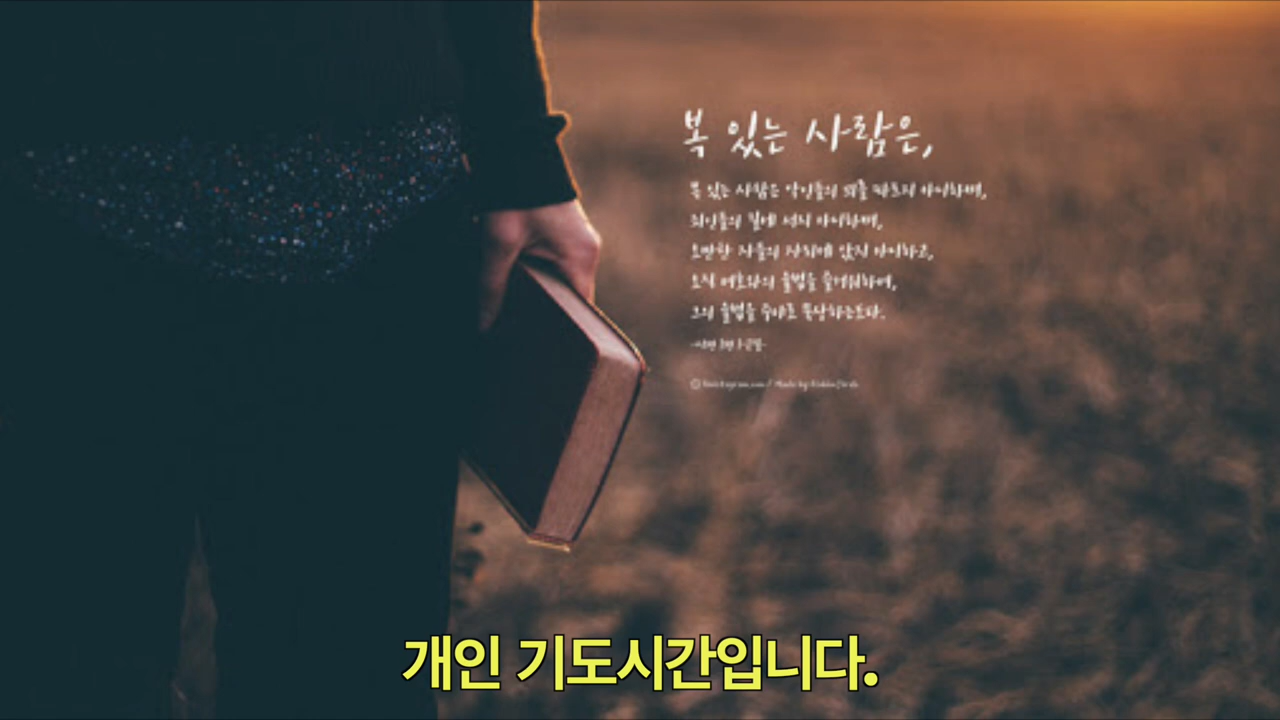 복 있는 사람은,
복 있는 사람은 악인들의 꾀를 따르지 아니하며,
죄인들의 길에 서지 아니하며,
오만한 자들의 자리에 앉지 아니하고,
오직 여호와의 율법을 즐거워하여,
그의 율법을 주야로 묵상하는도다.
개인 기도시간입니다.